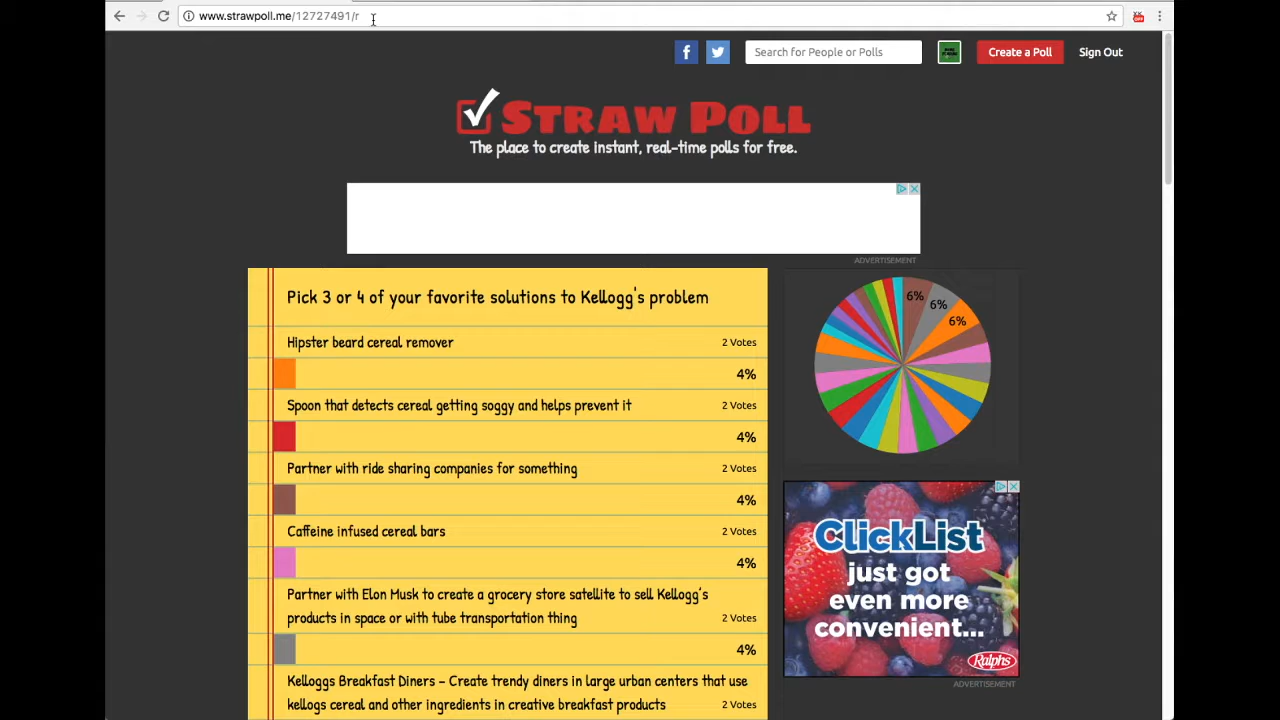 www.strawpoll.me/12727491/r
Search for People or Polls
Create a Poll
Sign Out
STRAW POLL
The place to create instant, real-time polls for free.
ADVERTISEMENT
Pick 3 or 4 of your favorite solutions to Kellogg's problem
Hipster beard cereal remover 2 Votes
4%
Spoon that detects cereal getting soggy and helps prevent it 2 Votes
4%
Partner with ride sharing companies for something 2 Votes
4%
Caffeine infused cereal bars 2 Votes
4%
Partner with Elon Musk to create a grocery store satellite to sell Kellogg's
products in space or with tube transportation thing 2 Votes
4%
Kelloggs Breakfast Diners – Create trendy diners in large urban centers that use
kellogs cereal and other ingredients in creative breakfast products 2 Votes
6%
6%
6%
ClickList
just got
even more
convenient...
Ralphs
ADVERTISEMENT